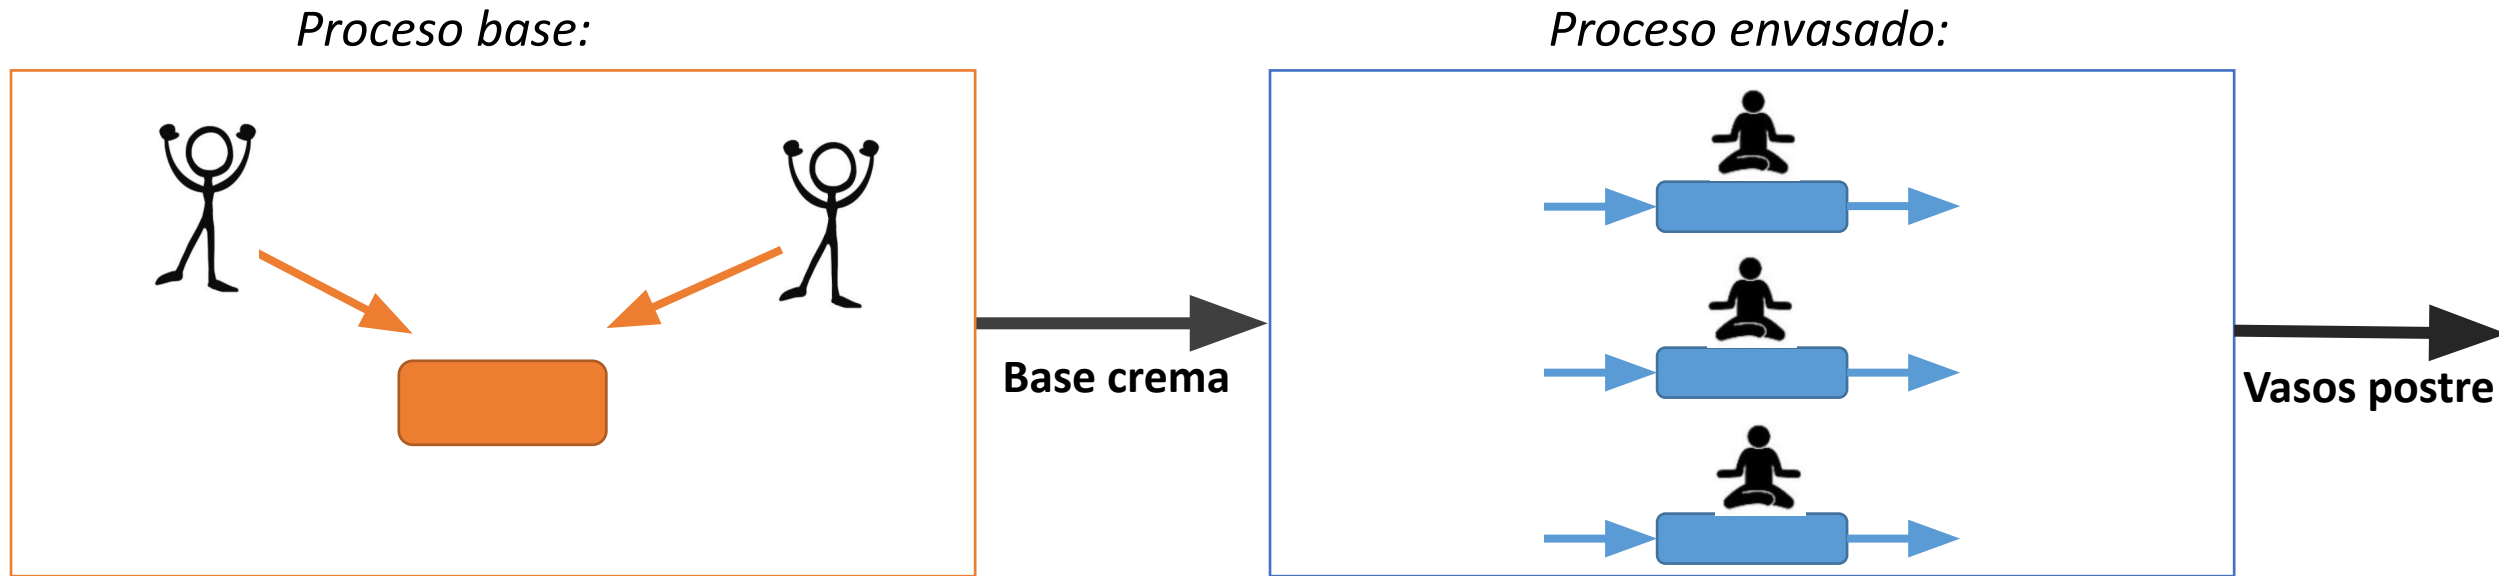 Proceso base:
Proceso envasado:
Base crema
Vasos postre